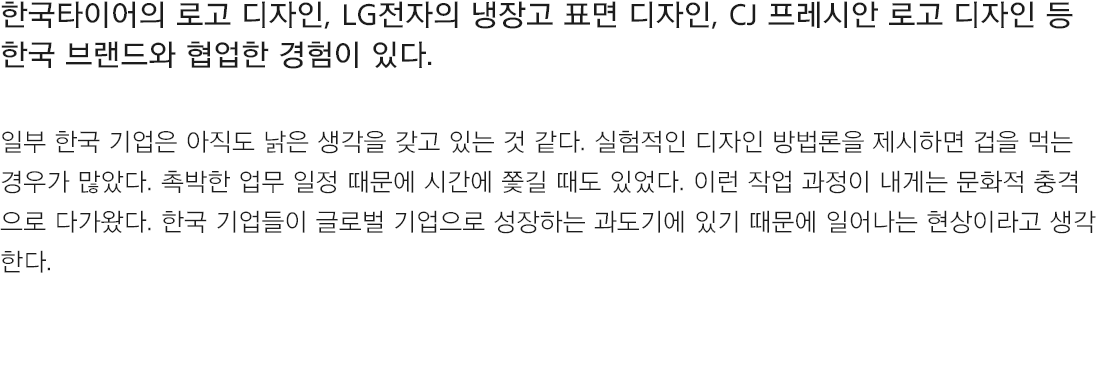 한국타이어의 로고 디자인, LG전자의 냉장고 표면 디자인, CJ 프레시안 로고 디자인 등
한국 브랜드와 협업한 경험이 있다.
일부 한국 기업은 아직도 낡은 생각을 갖고 있는 것 같다. 실험적인 디자인 방법론을 제시하면 겁을 먹는
경우가 많았다. 촉박한 업무 일정 때문에 시간에 쫓길 때도 있었다. 이런 작업 과정이 내게는 문화적 충격
으로 다가왔다. 한국 기업들이 글로벌 기업으로 성장하는 과도기에 있기 때문에 일어나는 현상이라고 생각
한다.